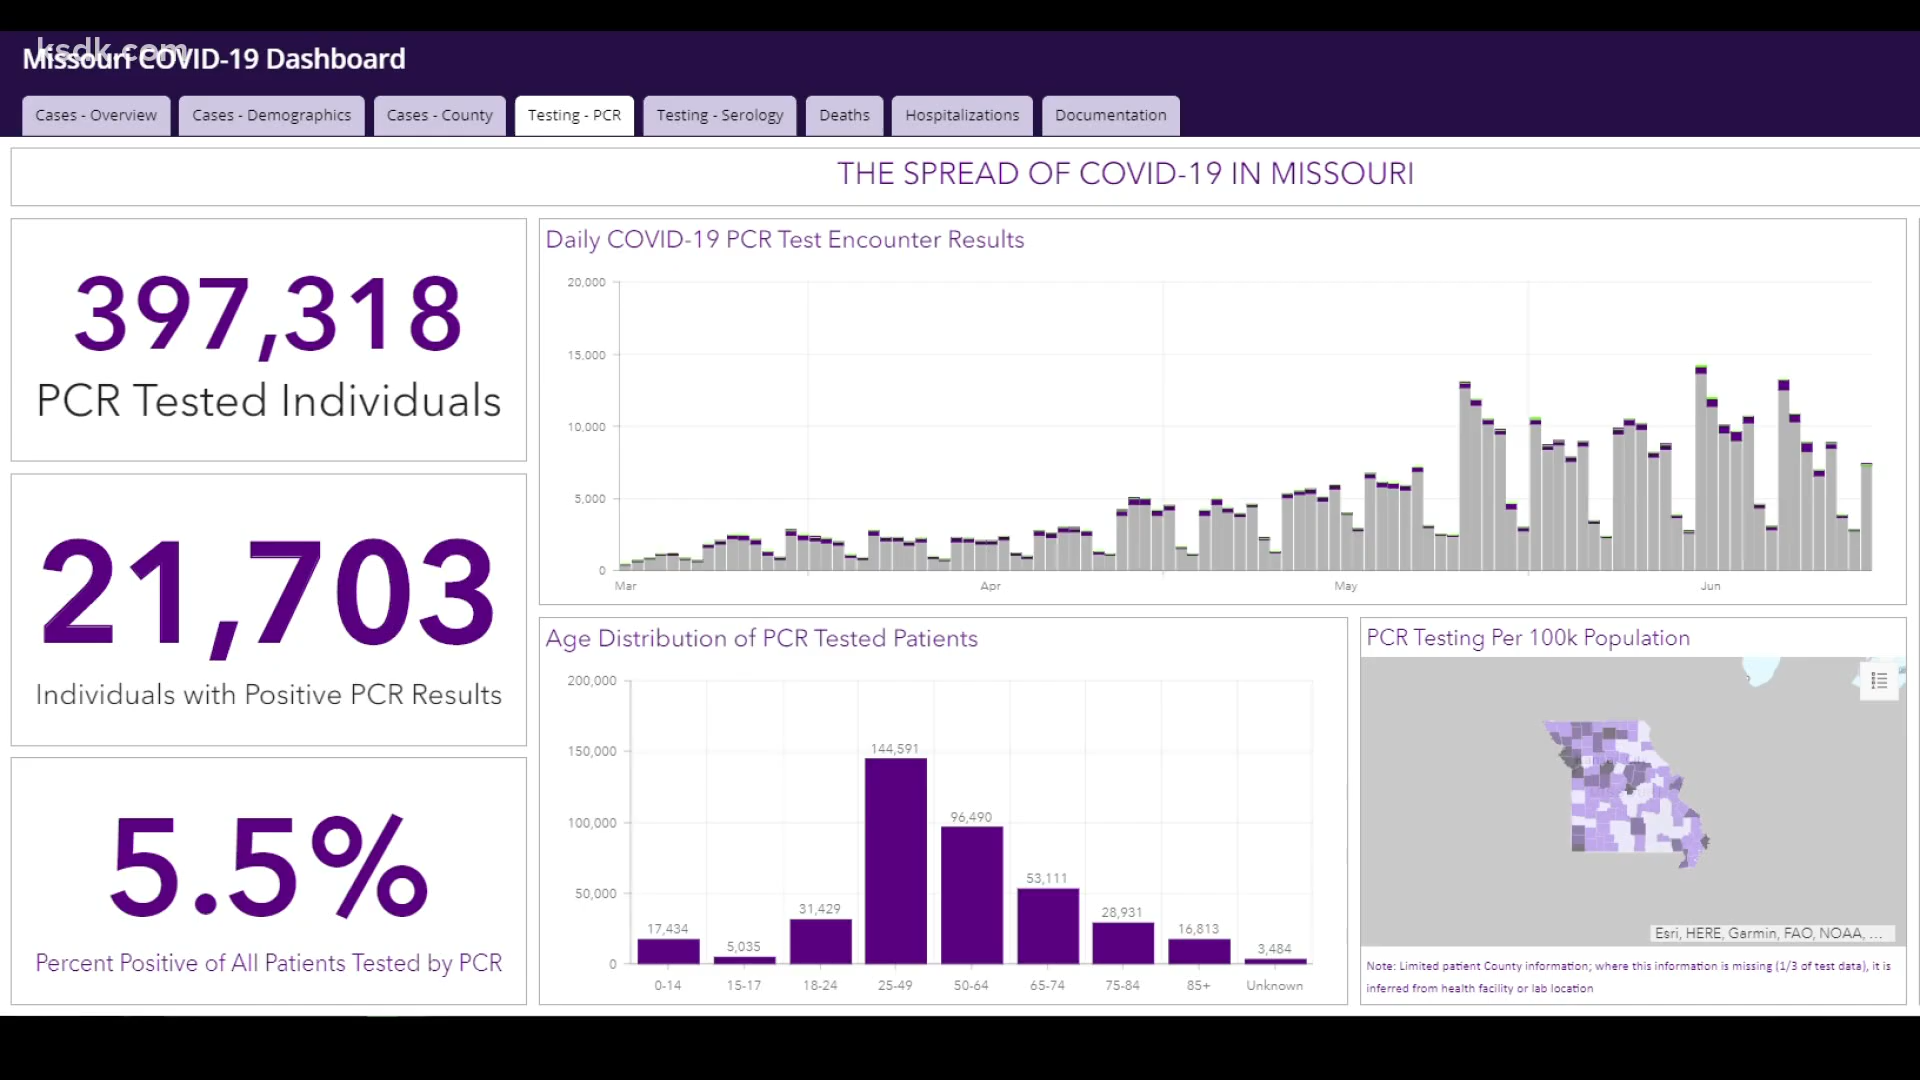 ksdk.com
Missouri COVID-19 Dashboard
Cases - Overview
Cases - Demographics
Cases - County
Testing - PCR
Testing - Serology
Deaths
Hospitalizations
Documentation
THE SPREAD OF COVID-19 IN MISSOURI
397,318
PCR Tested Individuals
21,703
Individuals with Positive PCR Results
5.5%
Percent Positive of All Patients Tested by PCR
Daily COVID-19 PCR Test Encounter Results
20,000
15,000
10,000
5,000
0
Mar Apr May Jun
Age Distribution of PCR Tested Patients
200,000
150,000
100,000
50,000
0
17,434
5,035
31,429
144,591
96,490
53,111
28,931
16,813
3,484
0-14 15-17 18-24 25-49 50-64 65-74 75-84 85+ Unknown
PCR Testing Per 100k Population
Esri, HERE, Garmin, FAO, NOAA, ...
Note: Limited patient County information; where this information is missing (1/3 of test data), it is
inferred from health facility or lab location